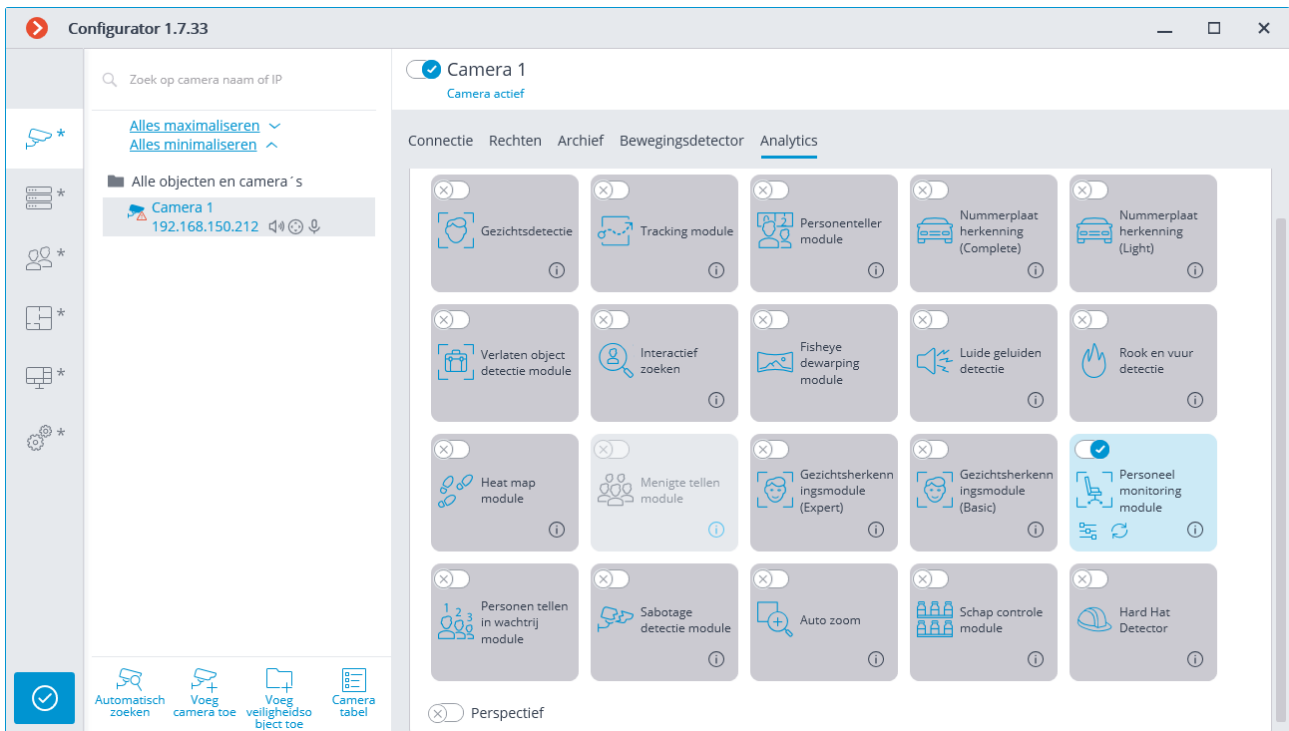 Configurator 1.7.33
Zoek op camera naam of IP
Alles maximaliseren
Alles minimaliseren
Alle objecten en camera´s
Camera 1
192.168.150.212
Automatisch
zoeken
Voeg
camera toe
Voeg
veiligheidso
bject toe
Camera
tabel
Camera 1
Camera actief
Connectie Rechten Archief Bewegingsdetector Analytics
Gezichtsdetectie
Tracking module
Personenteller
module
Nummerplaat
herkenning
(Complete)
Nummerplaat
herkenning
(Light)
Verlaten object
detectie module
Interactief
zoeken
Fisheye
dewarping
module
Luide geluiden
detectie
Rook en vuur
detectie
Heat map
module
Menigte tellen
module
Gezichtsherkenn
ingsmodule
(Expert)
Gezichtsherkenn
ingsmodule
(Basic)
Personeel
monitoring
module
Personen tellen
in wachtrij
module
Sabotage
detectie module
Auto zoom
Schap controle
module
Hard Hat
Detector
Perspectief